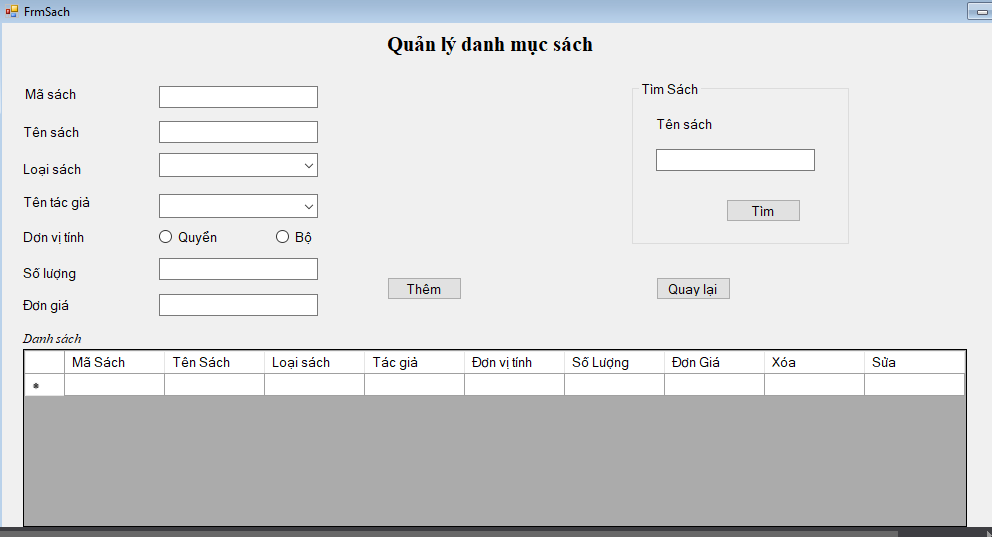 FrmSach
Quản lý danh mục sách
Mã sách
Tên sách
Loại sách
Tên tác giả
Dơn vị tính
Quyển
Bộ
Số lượng
Đơn giá
Thêm
Tìm Sách
Tên sách
Tìm
Quay lại
Danh sách
Mã Sách Tên Sách Loại sách Tác giả Đơn vị tính Số Lượng Đơn Giá Xóa Sửa